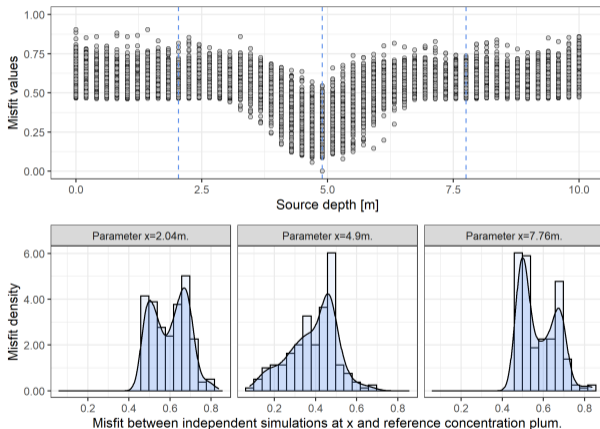 1.00
0.75
0.50
0.25
0.00
Misfit values
0.0 2.5 5.0 7.5 10.0
Source depth [m]
Parameter x=2.04m. Parameter x=4.9m. Parameter x=7.76m.
6.00
4.00
2.00
0.00
Misfit density
0.2 0.4 0.6 0.8 0.2 0.4 0.6 0.8 0.2 0.4 0.6 0.8
Misfit between independent simulations at x and reference concentration plum.